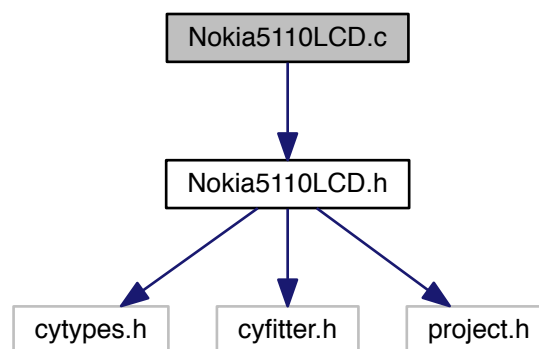 Nokia5110LCD.c
Nokia5110LCD.h
cytypes.h
cyfitter.h
project.h